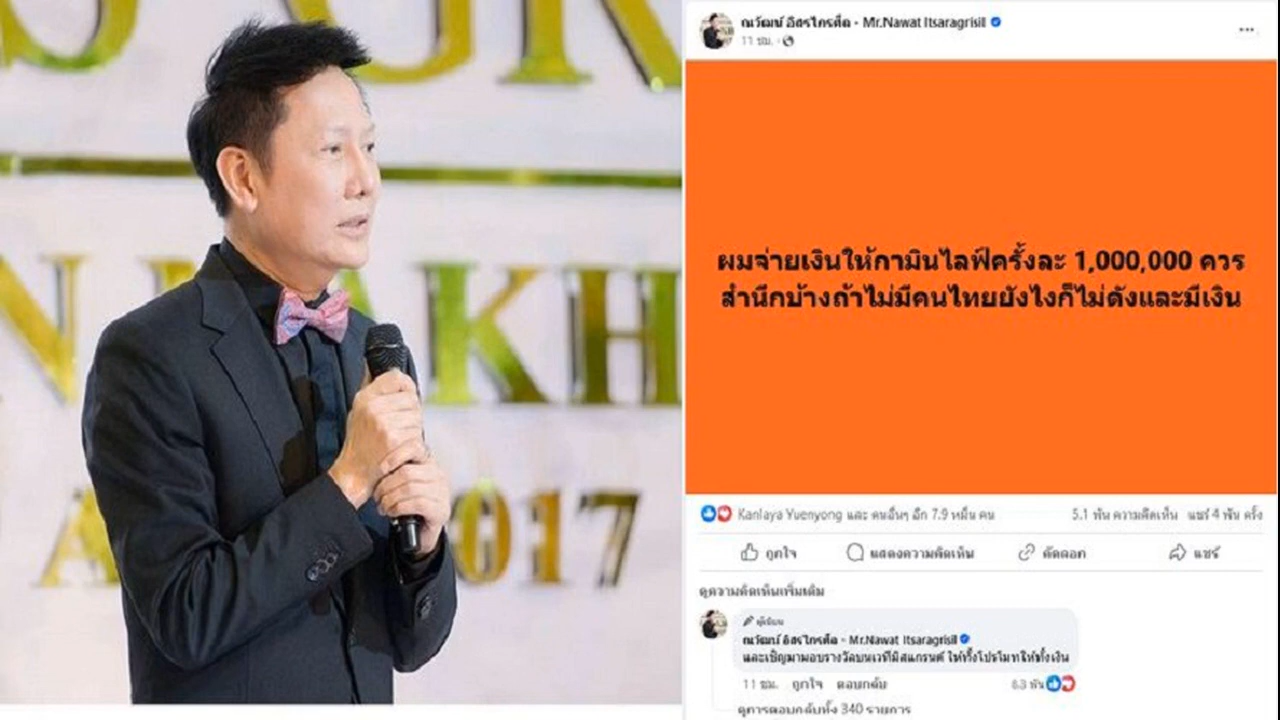 2017
ณวัฒน์ อิสรไกรศีล - Mr.Nawat Itsaragrisil
11 ชม.
ผมจ่ายเงินให้กามินไลฟ์ครั้งละ 1,000,000 ควร
สำนึกบ้างถ้าไม่มีคนไทยยังไงก็ไม่ดังและมีเงิน
Kanlaya Yuenyong และ คนอื่นๆ อีก 7.9 หมื่น คน
5.1 พัน ความคิดเห็น แชร์ 4 พัน ครั้ง
ถูกใจ แสดงความคิดเห็น คัดลอก แชร์
ดูความคิดเห็นเพิ่มเติม
ผู้เขียน
ณวัฒน์ อิสรไกรศีล - Mr.Nawat Itsaragrisil
และเชิญมามอบรางวัลบนเวทีมิสแกรนด์ ให้ทั้งโปรโมทให้ทั้งเงิน
11 ชม. ถูกใจ ตอบกลับ 6.3 พัน
ดูการตอบกลับทั้ง 340 รายการ